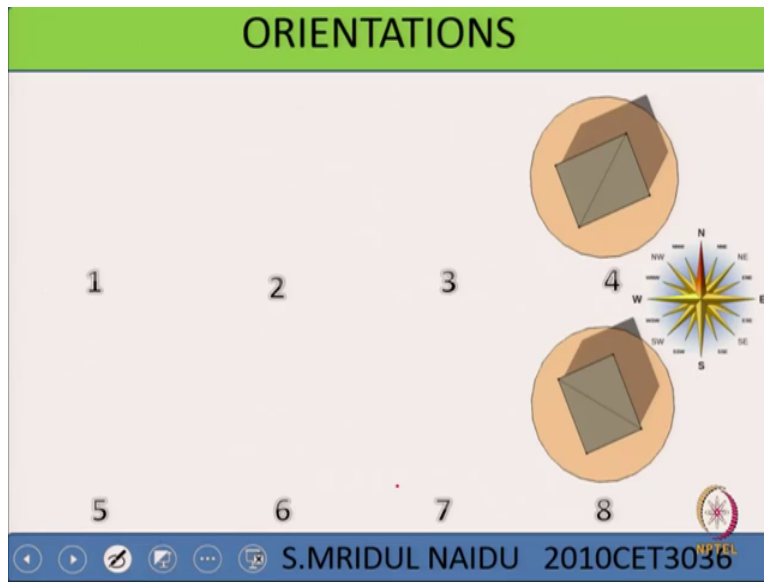 ORIENTATIONS
1
2
3
4
N
NW
NE
W
E
SW
SE
S
5
6
7
8
S.MRIDUL NAIDU 2010CET3036
NPTEL